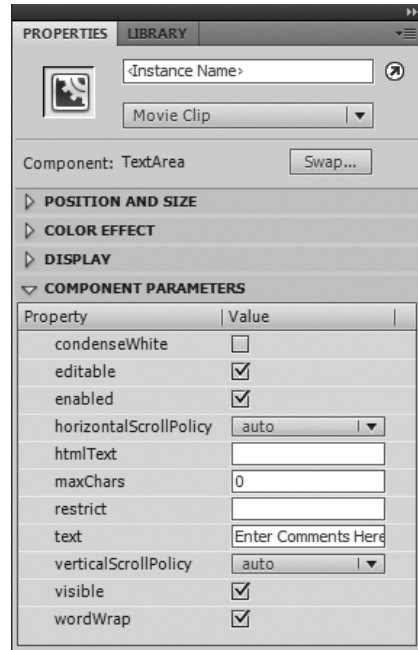 PROPERTIES LIBRARY
<Instance Name>
Movie Clip
Component: TextArea Swap...
POSITION AND SIZE
COLOR EFFECT
DISPLAY
COMPONENT PARAMETERS
Property Value
condenseWhite
editable
enabled
horizontalScrollPolicy auto
htmlText
maxChars 0
restrict
text Enter Comments Here
verticalScrollPolicy auto
visible
wordWrap